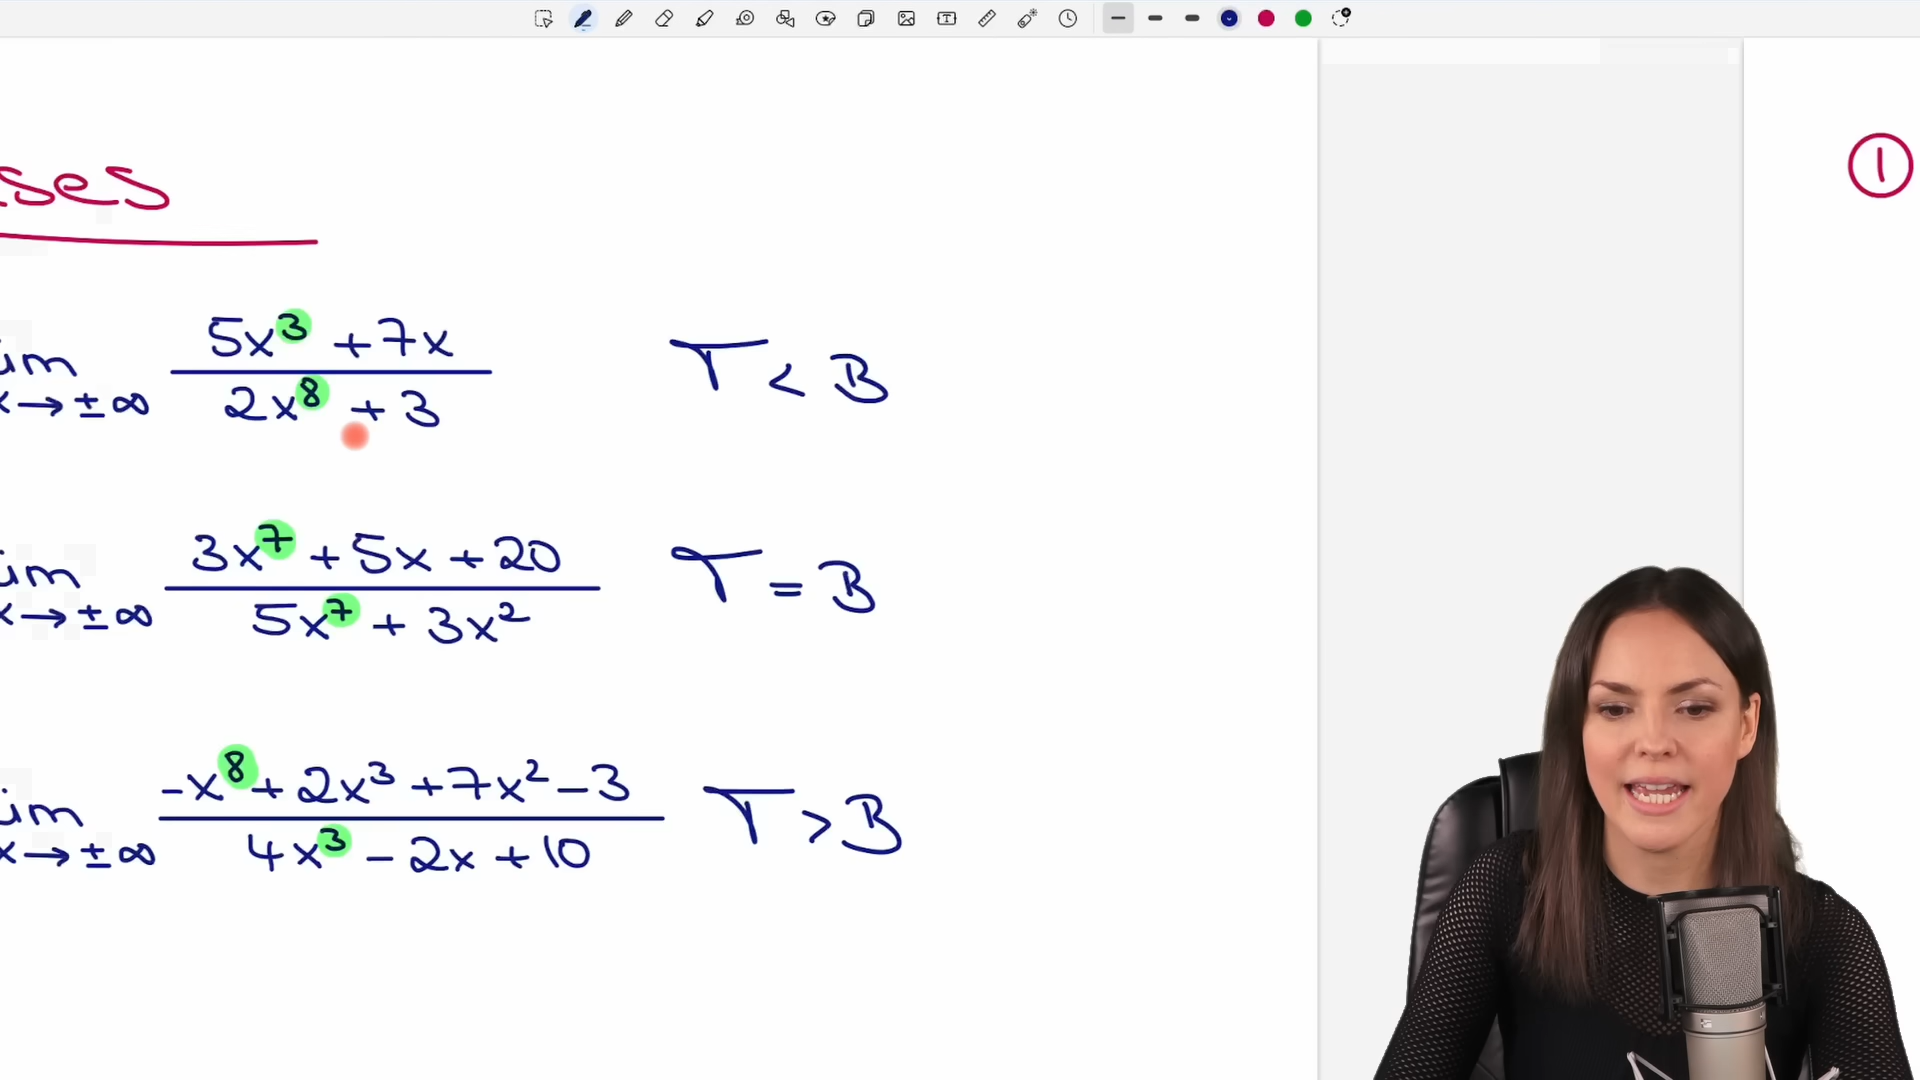 ses
im 5x³ + 7x / 2x⁸ + 3 T < B
x → ± ∞
im 3x⁷ + 5x + 20 / 5x⁷ + 3x² T = B
x → ± ∞
im -x⁸ + 2x³ + 7x² - 3 / 4x³ - 2x + 10 T > B
x → ± ∞
1